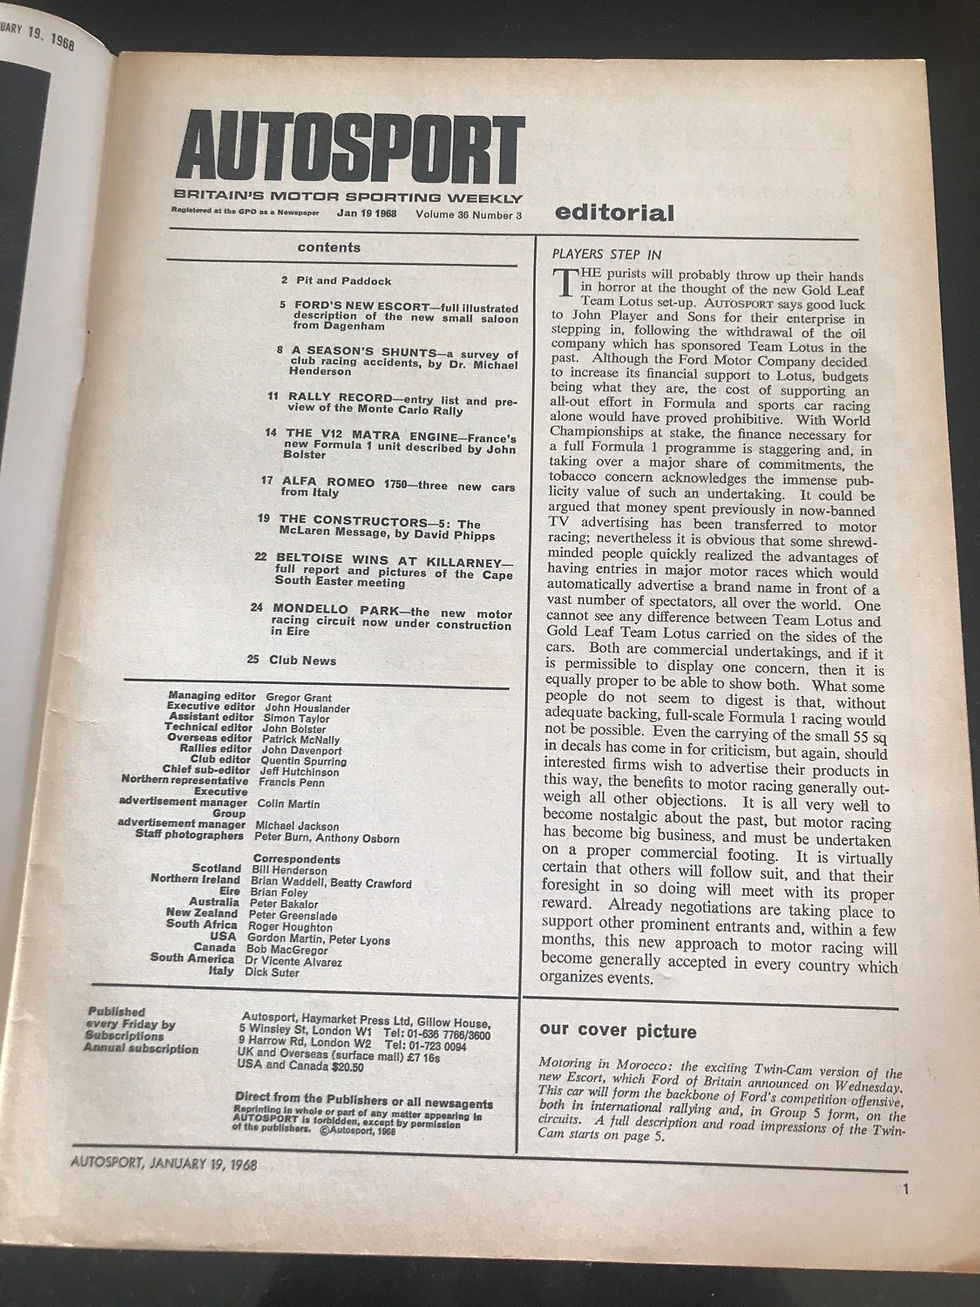 UARY 19, 1968
AUTOSPORT
BRITAIN'S MOTOR SPORTING WEEKLY
Registered at the GPO as a Newspaper Jan 19 1968 Volume 36 Number 3
contents
2 Pit and Paddock
5 FORD'S NEW ESCORT—full illustrated
description of the new small saloon
from Dagenham
8 A SEASON'S SHUNTS—a survey of
club racing accidents, by Dr. Michael
Henderson
11 RALLY RECORD—entry list and pre-
view of the Monte Carlo Rally
14 THE V12 MATRA ENGINE—France's
new Formula 1 unit described by John
Bolster
17 ALFA ROMEO 1750—three new cars
from Italy
19 THE CONSTRUCTORS—5: The
McLaren Message, by David Phipps
22 BELTOISE WINS AT KILLARNEY—
full report and pictures of the Cape
South Easter meeting
24 MONDELLO PARK—the new motor
racing circuit now under construction
in Eire
25 Club News
Managing editor Gregor Grant
Executive editor John Houslander
Assistant editor Simon Taylor
Technical editor John Bolster
Overseas editor Patrick McNally
Rallies editor John Davenport
Club editor Quentin Spurring
Chief sub-editor Jeff Hutchinson
Northern representative Francis Penn
Executive
advertisement manager Colin Martin
Group
advertisement manager Michael Jackson
Staff photographers Peter Burn, Anthony Osborn
Correspondents
Scotland Bill Henderson
Northern Ireland Brian Waddell, Beatty Crawford
Eire Brian Foley
Australia Peter Bakalor
New Zealand Peter Greenslade
South Africa Roger Houghton
USA Gordon Martin, Peter Lyons
Canada Bob MacGregor
South America Dr Vicente Alvarez
Italy Dick Suter
Published
every Friday by
Subscriptions
Annual subscription
Autosport, Haymarket Press Ltd, Gillow House,
5 Winsley St, London W1 Tel: 01-636 7766/3600
9 Harrow Rd, London W2 Tel: 01-723 0094
UK and Overseas (surface mail) £7 16s
USA and Canada $20.50
Direct from the Publishers or all newsagents
Reprinting in whole or part of any matter appearing in
AUTOSPORT is forbidden, except by permission
of the publishers. ©Autosport, 1968
editorial
PLAYERS STEP IN
THE purists will probably throw up their hands
in horror at the thought of the new Gold Leaf
Team Lotus set-up. AUTOSPORT says good luck
to John Player and Sons for their enterprise in
stepping in, following the withdrawal of the oil
company which has sponsored Team Lotus in the
past. Although the Ford Motor Company decided
to increase its financial support to Lotus, budgets
being what they are, the cost of supporting an
all-out effort in Formula and sports car racing
alone would have proved prohibitive. With World
Championships at stake, the finance necessary for
a full Formula 1 programme is staggering and, in
taking over a major share of commitments, the
tobacco concern acknowledges the immense pub-
licity value of such an undertaking. It could be
argued that money spent previously in now-banned
TV advertising has been transferred to motor
racing; nevertheless it is obvious that some shrewd-
minded people quickly realized the advantages of
having entries in major motor races which would
automatically advertise a brand name in front of a
vast number of spectators, all over the world. One
cannot see any difference between Team Lotus and
Gold Leaf Team Lotus carried on the sides of the
cars. Both are commercial undertakings, and if it
is permissible to display one concern, then it is
equally proper to be able to show both. What some
people do not seem to digest is that, without
adequate backing, full-scale Formula 1 racing would
not be possible. Even the carrying of the small 55 sq
in decals has come in for criticism, but again, should
interested firms wish to advertise their products in
this way, the benefits to motor racing generally out-
weigh all other objections. It is all very well to
become nostalgic about the past, but motor racing
has become big business, and must be undertaken
on a proper commercial footing. It is virtually
certain that others will follow suit, and that their
foresight in so doing will meet with its proper
reward. Already negotiations are taking place to
support other prominent entrants and, within a few
months, this new approach to motor racing will
become generally accepted in every country which
organizes events.
our cover picture
Motoring in Morocco: the exciting Twin-Cam version of the
new Escort, which Ford of Britain announced on Wednesday.
This car will form the backbone of Ford's competition offensive,
both in international rallying and, in Group 5 form, on the
circuits. A full description and road impressions of the Twin-
Cam starts on page 5.
AUTOSPORT, JANUARY 19, 1968
1